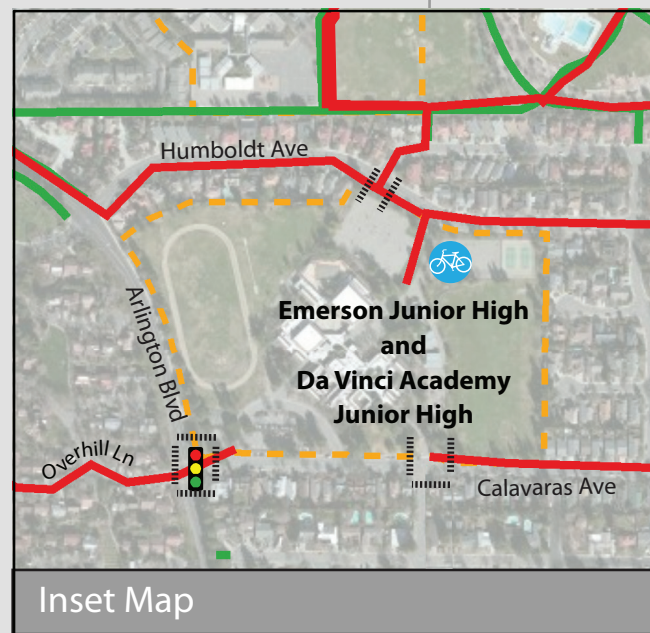 Humboldt Ave
Arlington Blvd
Emerson Junior High
and
Da Vinci Academy
Junior High
Overhill Ln
Calavaras Ave
Inset Map